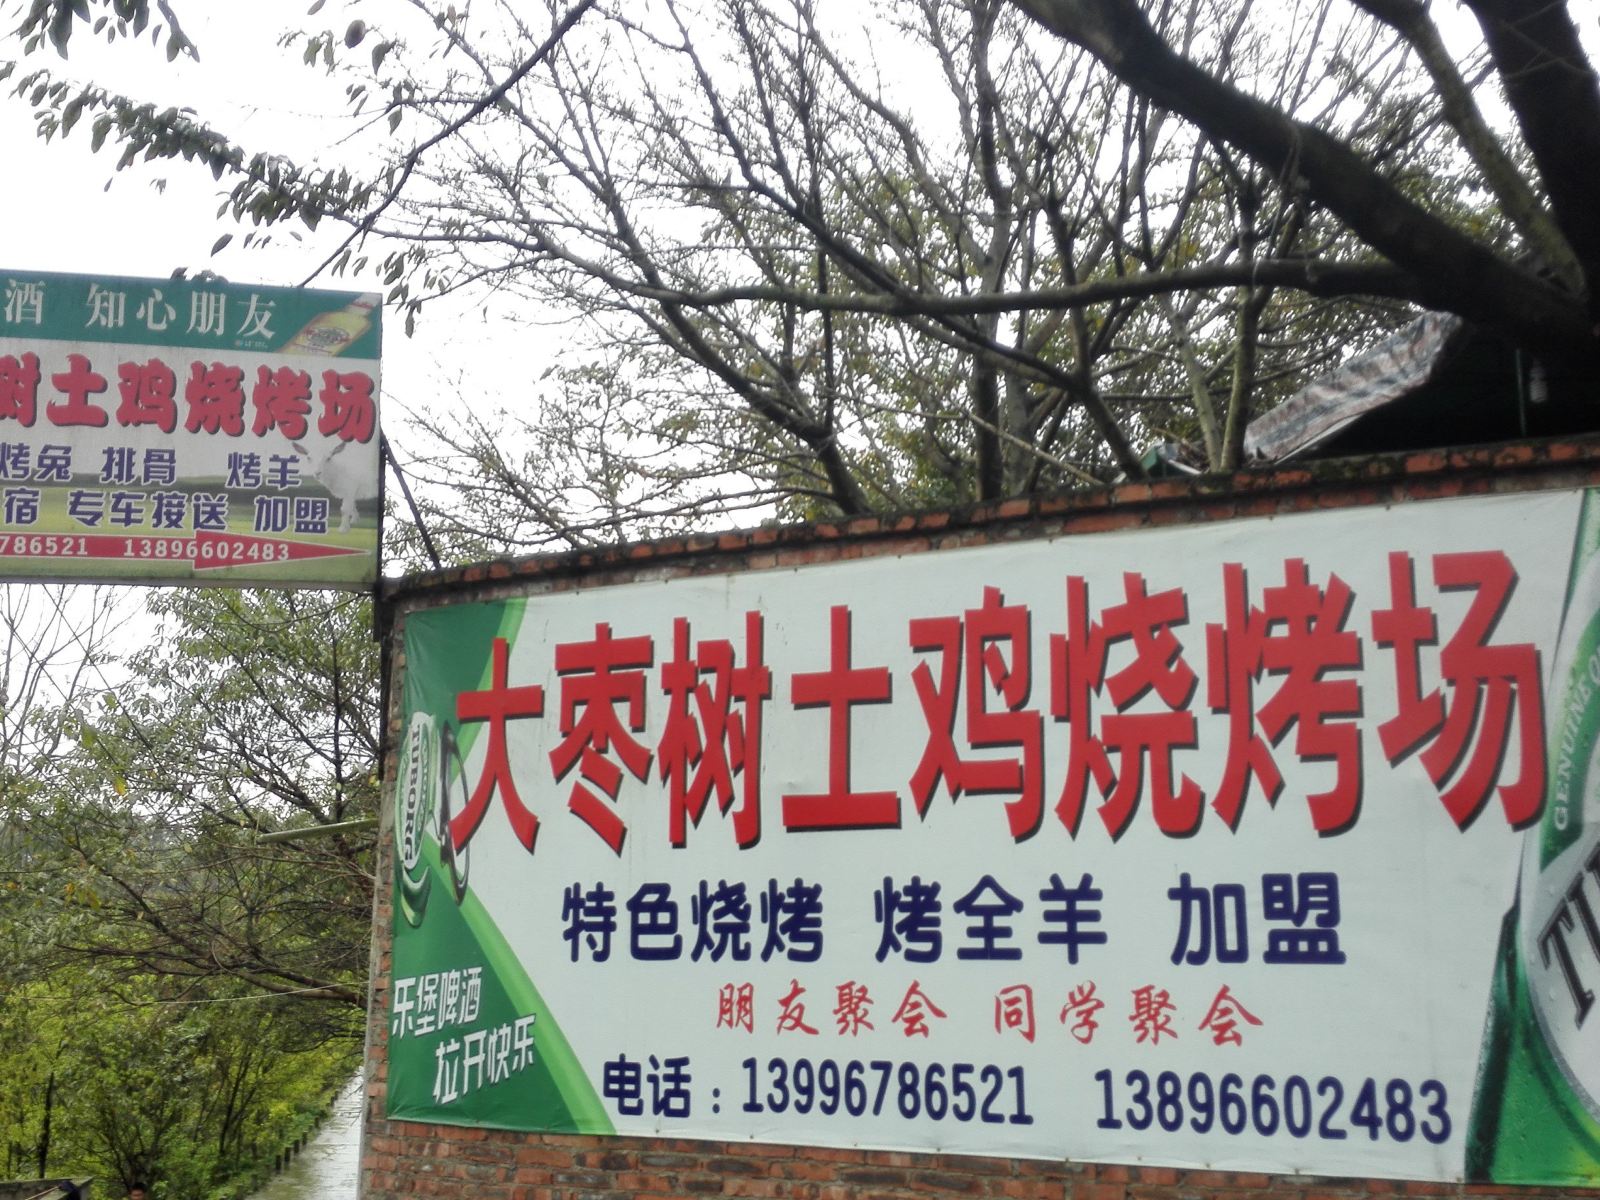 酒 知心朋友
树土鸡烧烤场
烤兔 排骨 烤羊
宿 专车接送 加盟
786521 13896602483
大枣树土鸡烧烤场
特色烧烤 烤全羊 加盟
朋友聚会 同学聚会
电话：13996786521 13896602483
TUBORG
乐堡啤酒
拉开快乐
GENUINE